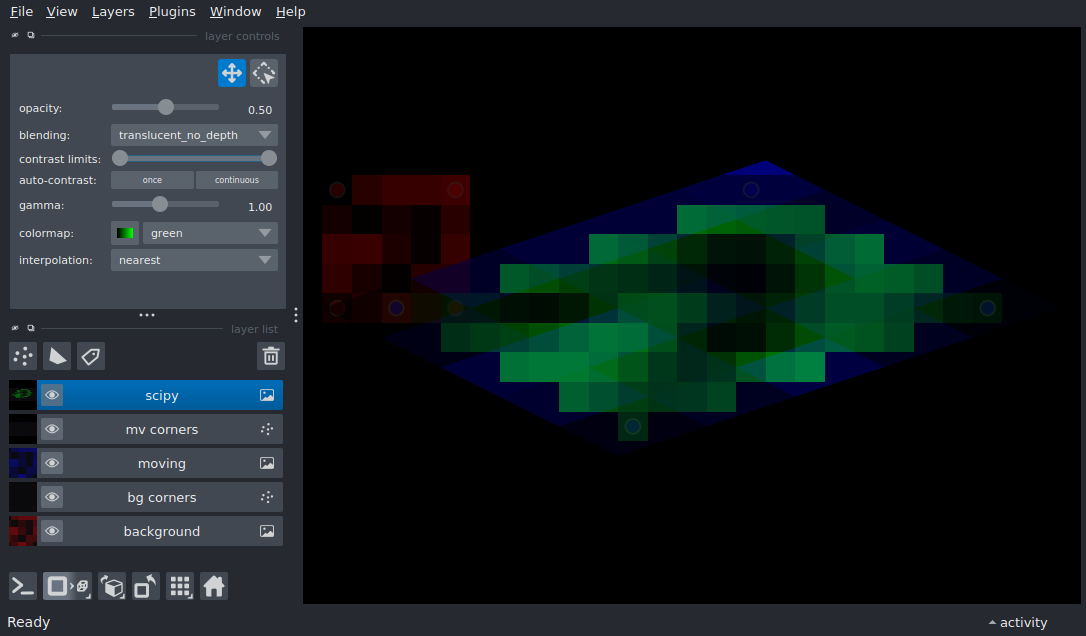 File View Layers Plugins Window Help
layer controls
opacity: 0.50
blending: translucent_no_depth
contrast limits:
auto-contrast: once continuous
gamma: 1.00
colormap: green
interpolation: nearest
layer list
scipy
mv corners
moving
bg corners
background
Ready activity